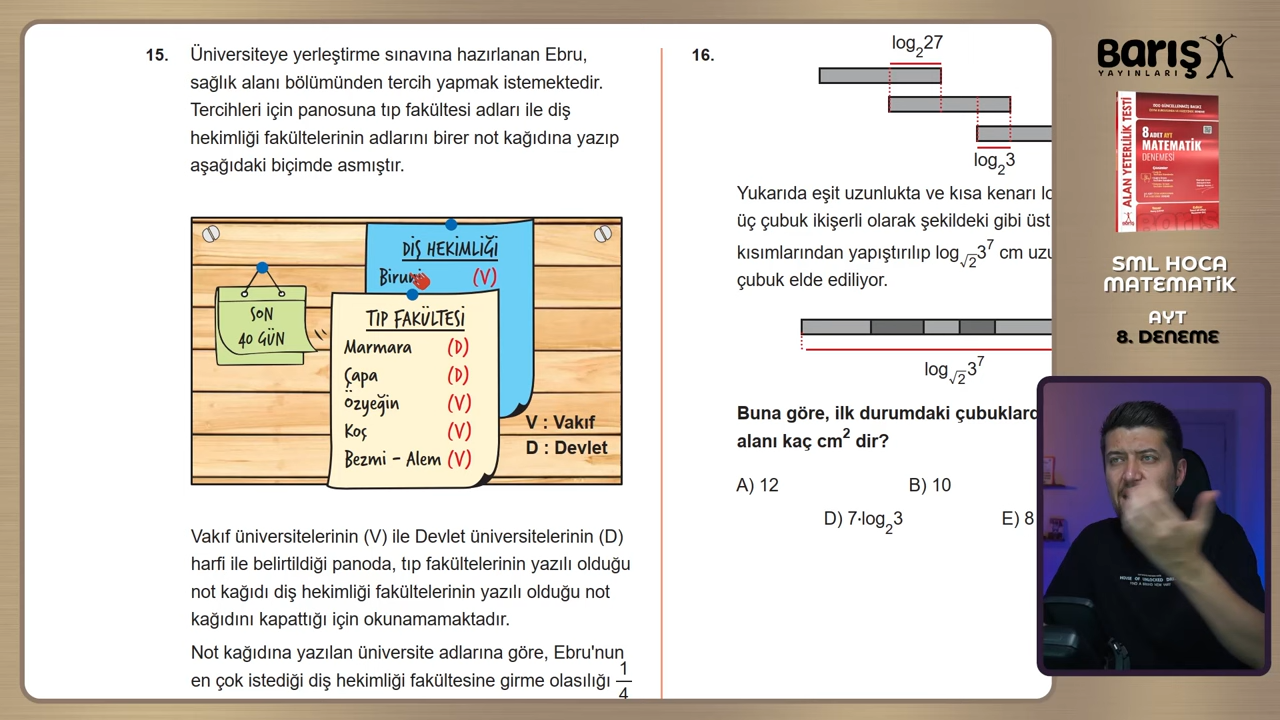 15.
Üniversiteye yerleştirme sınavına hazırlanan Ebru,
sağlık alanı bölümünden tercih yapmak istemektedir.
Tercihleri için panosuna tıp fakültesi adları ile diş
hekimliği fakültelerinin adlarını birer not kağıdına yazıp
aşağıdaki biçimde asmıştır.
DİŞ HEKİMLİĞİ
Biruni (V)
SON
40 GÜN
TIP FAKÜLTESİ
Marmara (D)
Çapa (D)
Özyeğin (V)
Koç (V)
Bezmi - Alem (V)
V : Vakıf
D : Devlet
Vakıf üniversitelerinin (V) ile Devlet üniversitelerinin (D)
harfi ile belirtildiği panoda, tıp fakültelerinin yazılı olduğu
not kağıdı diş hekimliği fakültelerinin yazılı olduğu not
kağıdını kapattığı için okunamamaktadır.
Not kağıdına yazılan üniversite adlarına göre, Ebru'nun
en çok istediği diş hekimliği fakültesine girme olasılığı 1/4
16.
log₂27
log₂3
Yukarıda eşit uzunlukta ve kısa kenarı
üç çubuk ikişerli olarak şekildeki gibi üst
kısımlarından yapıştırılıp log_√2 3⁷ cm
çubuk elde ediliyor.
log_√2 3⁷
Buna göre, ilk durumdaki
alanı kaç cm² dir?
A) 12 B) 10
D) 7·log₂3 E) 8
BARIŞ
YAYINLARI
ALAN YETERLİLİK TESTİ
8 ADET AYT
MATEMATİK
DENEMESİ
SML HOCA
MATEMATİK
AYT
8. DENEME